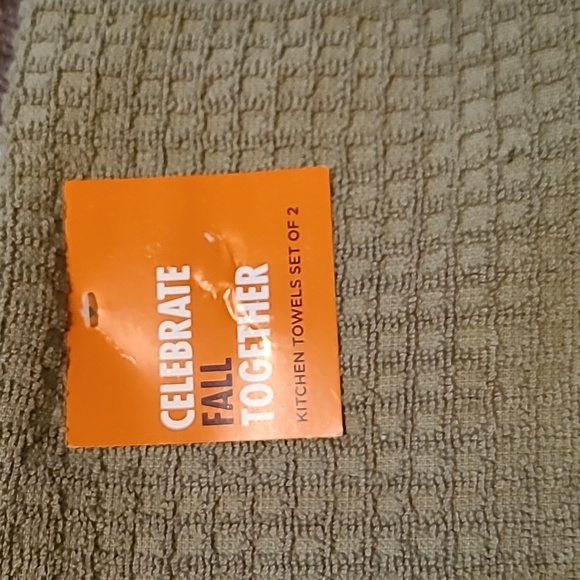 CELEBRATE
FALL
TOGETHER
KITCHEN TOWELS SET OF 2